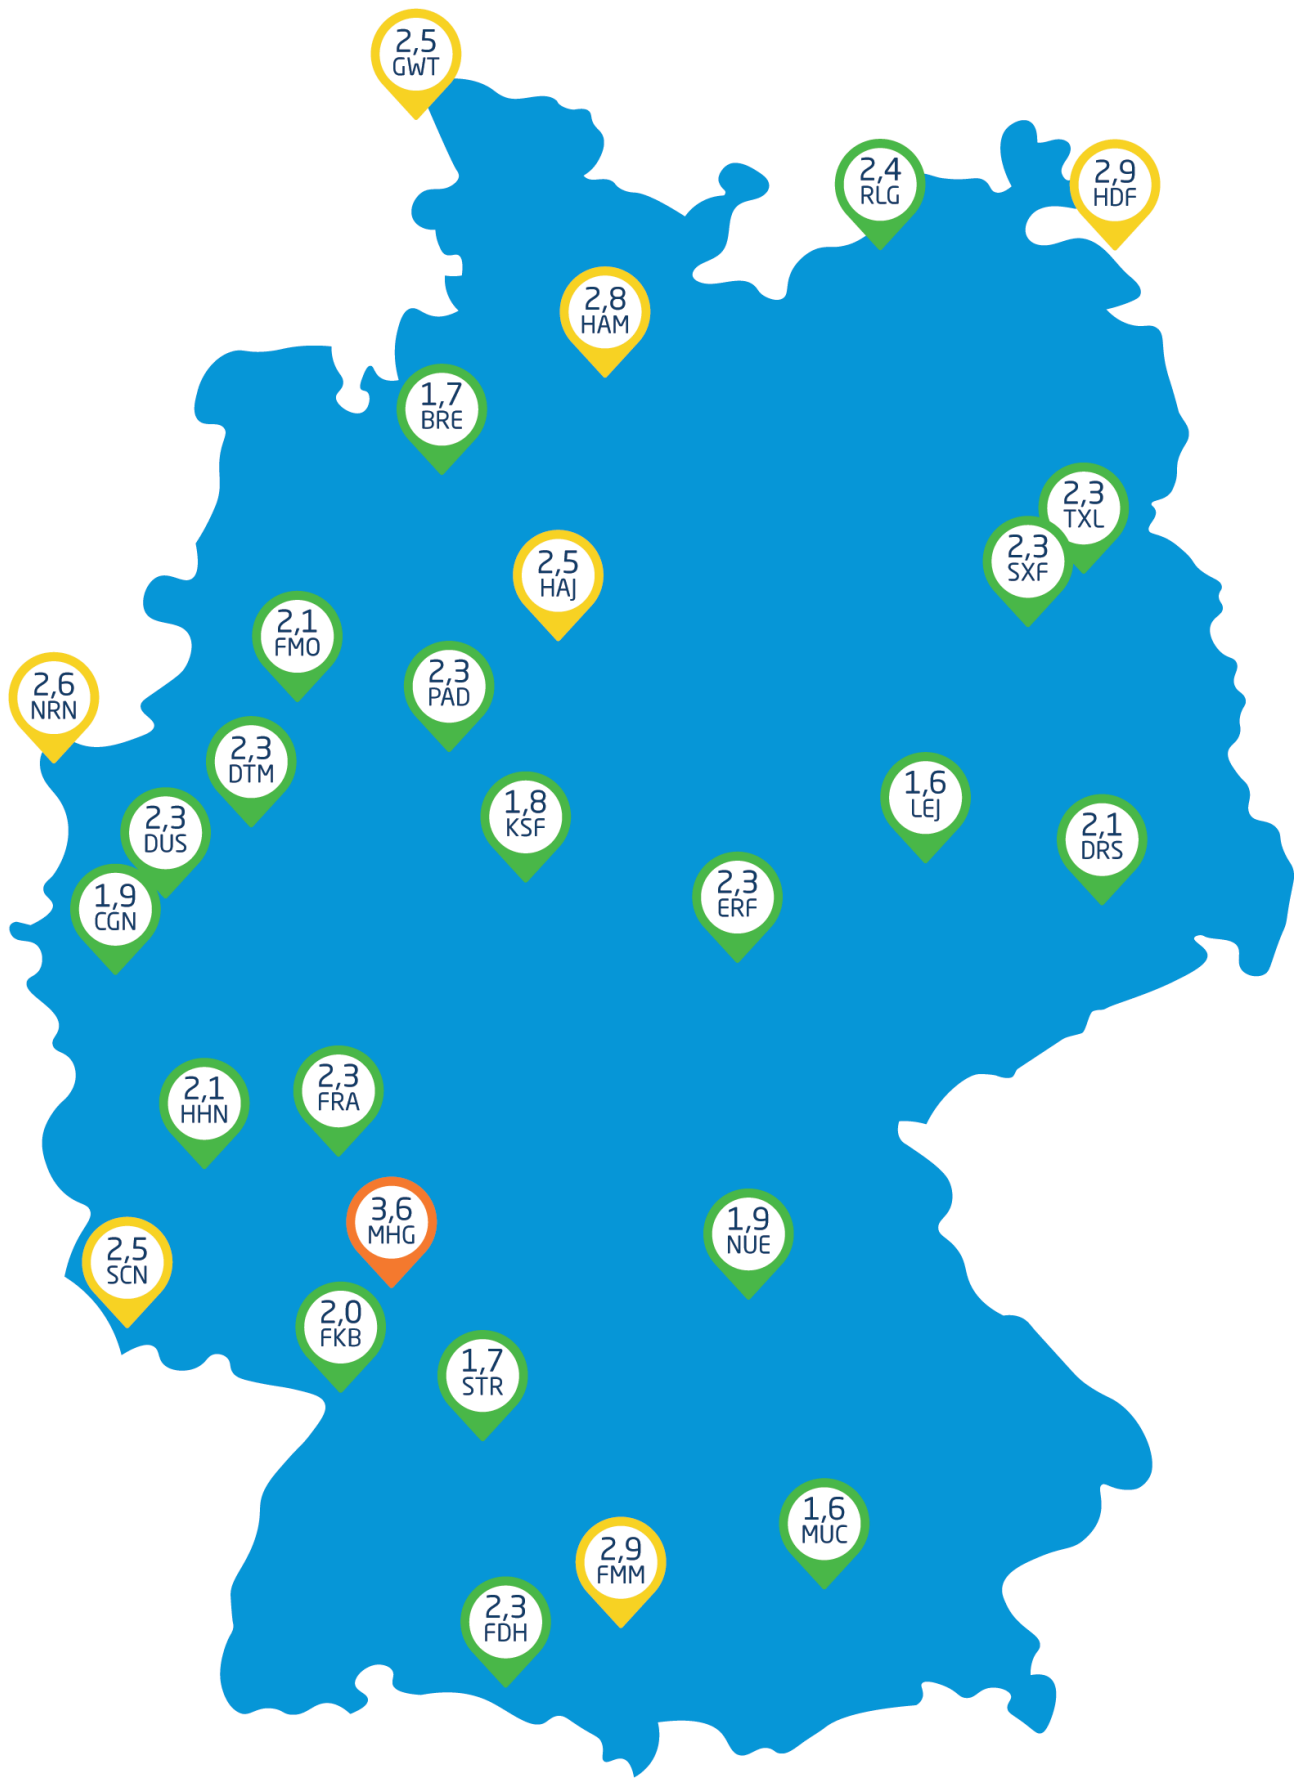 2,5
GWT
2,4
RLG
2,9
HDF
2,8
HAM
1,7
BRE
2,3
TXL
2,3
SXF
2,5
HAJ
2,1
FMO
2,3
PAD
2,6
NRN
2,3
DTM
1,6
LEJ
1,8
KSF
2,3
DUS
2,1
DRS
2,3
ERF
1,9
CGN
2,3
FRA
2,1
HHN
3,6
MHG
1,9
NUE
2,5
SCN
2,0
FKB
1,7
STR
1,6
MUC
2,9
FMM
2,3
FDH